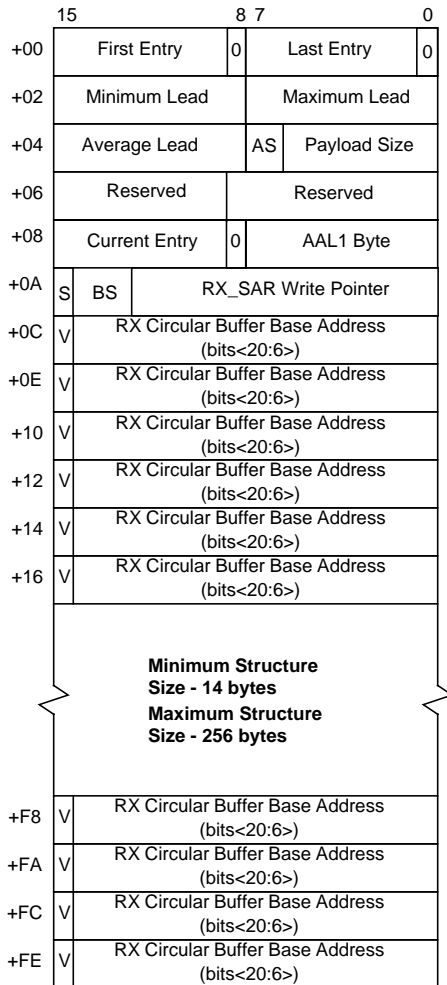 15 8 7 0
+00 First Entry 0 Last Entry 0
+02 Minimum Lead Maximum Lead
+04 Average Lead AS Payload Size
+06 Reserved Reserved
+08 Current Entry 0 AAL1 Byte
+0A S BS RX_SAR Write Pointer
+0C V RX Circular Buffer Base Address
(bits<20:6>)
+0E V RX Circular Buffer Base Address
(bits<20:6>)
+10 V RX Circular Buffer Base Address
(bits<20:6>)
+12 V RX Circular Buffer Base Address
(bits<20:6>)
+14 V RX Circular Buffer Base Address
(bits<20:6>)
+16 V RX Circular Buffer Base Address
(bits<20:6>)
Minimum Structure
Size - 14 bytes
Maximum Structure
Size - 256 bytes
+F8 V RX Circular Buffer Base Address
(bits<20:6>)
+FA V RX Circular Buffer Base Address
(bits<20:6>)
+FC V RX Circular Buffer Base Address
(bits<20:6>)
+FE V RX Circular Buffer Base Address
(bits<20:6>)